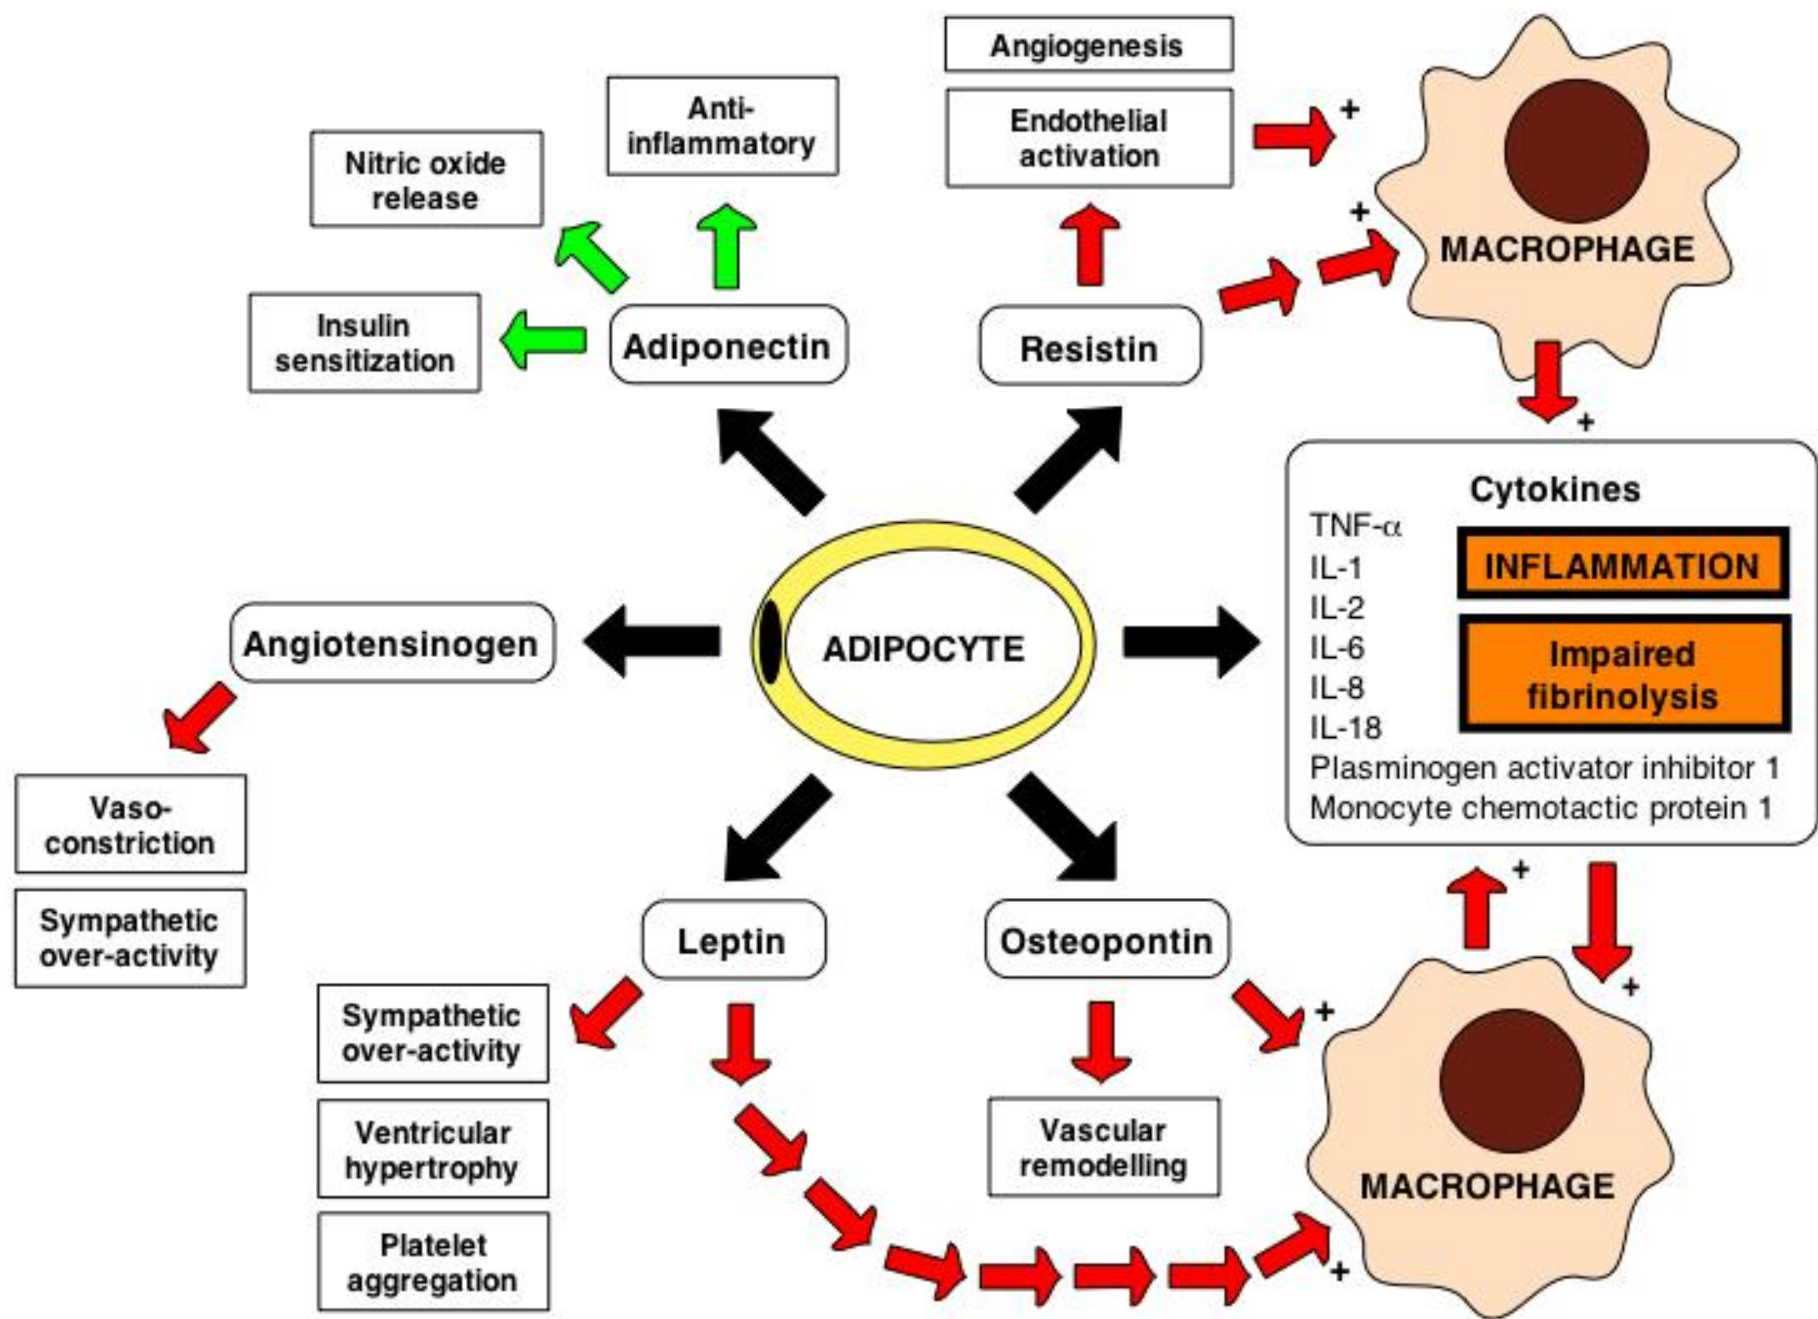 Angiogenesis
Endothelial
activation
+
Anti-
inflammatory
Nitric oxide
release
Insulin
sensitization
Adiponectin
Resistin
+
MACROPHAGE
+
Cytokines
TNF-α
IL-1
IL-2
IL-6
IL-8
IL-18
INFLAMMATION
Impaired
fibrinolysis
Plasminogen activator inhibitor 1
Monocyte chemotactic protein 1
ADIPOCYTE
Angiotensinogen
Vaso-
constriction
Sympathetic
over-activity
Leptin
Sympathetic
over-activity
Ventricular
hypertrophy
Platelet
aggregation
Osteopontin
Vascular
remodelling
+
+
+
MACROPHAGE
+